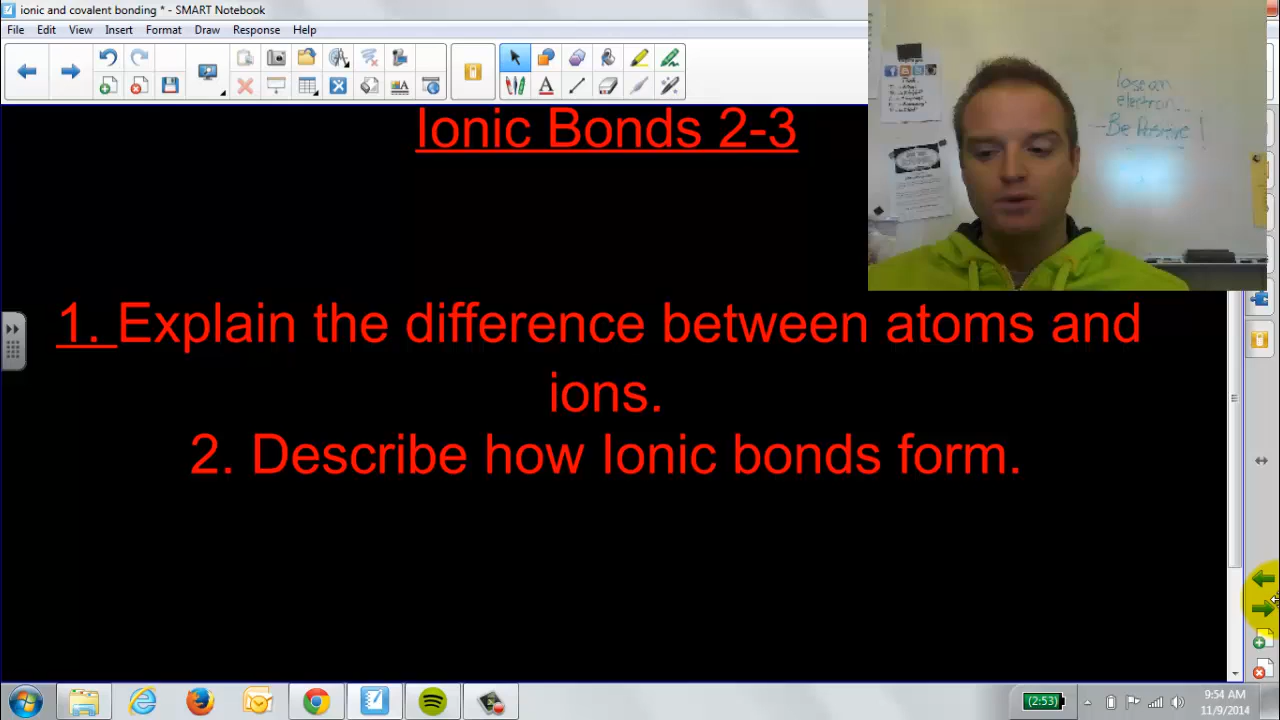 ionic and covalent bonding * - SMART Notebook
File Edit View Insert Format Draw Response Help
lose an
electron...
Be Positive!
Ionic Bonds 2-3
1. Explain the difference between atoms and
ions.
2. Describe how Ionic bonds form.
(2:53)
9:54 AM
11/9/2014